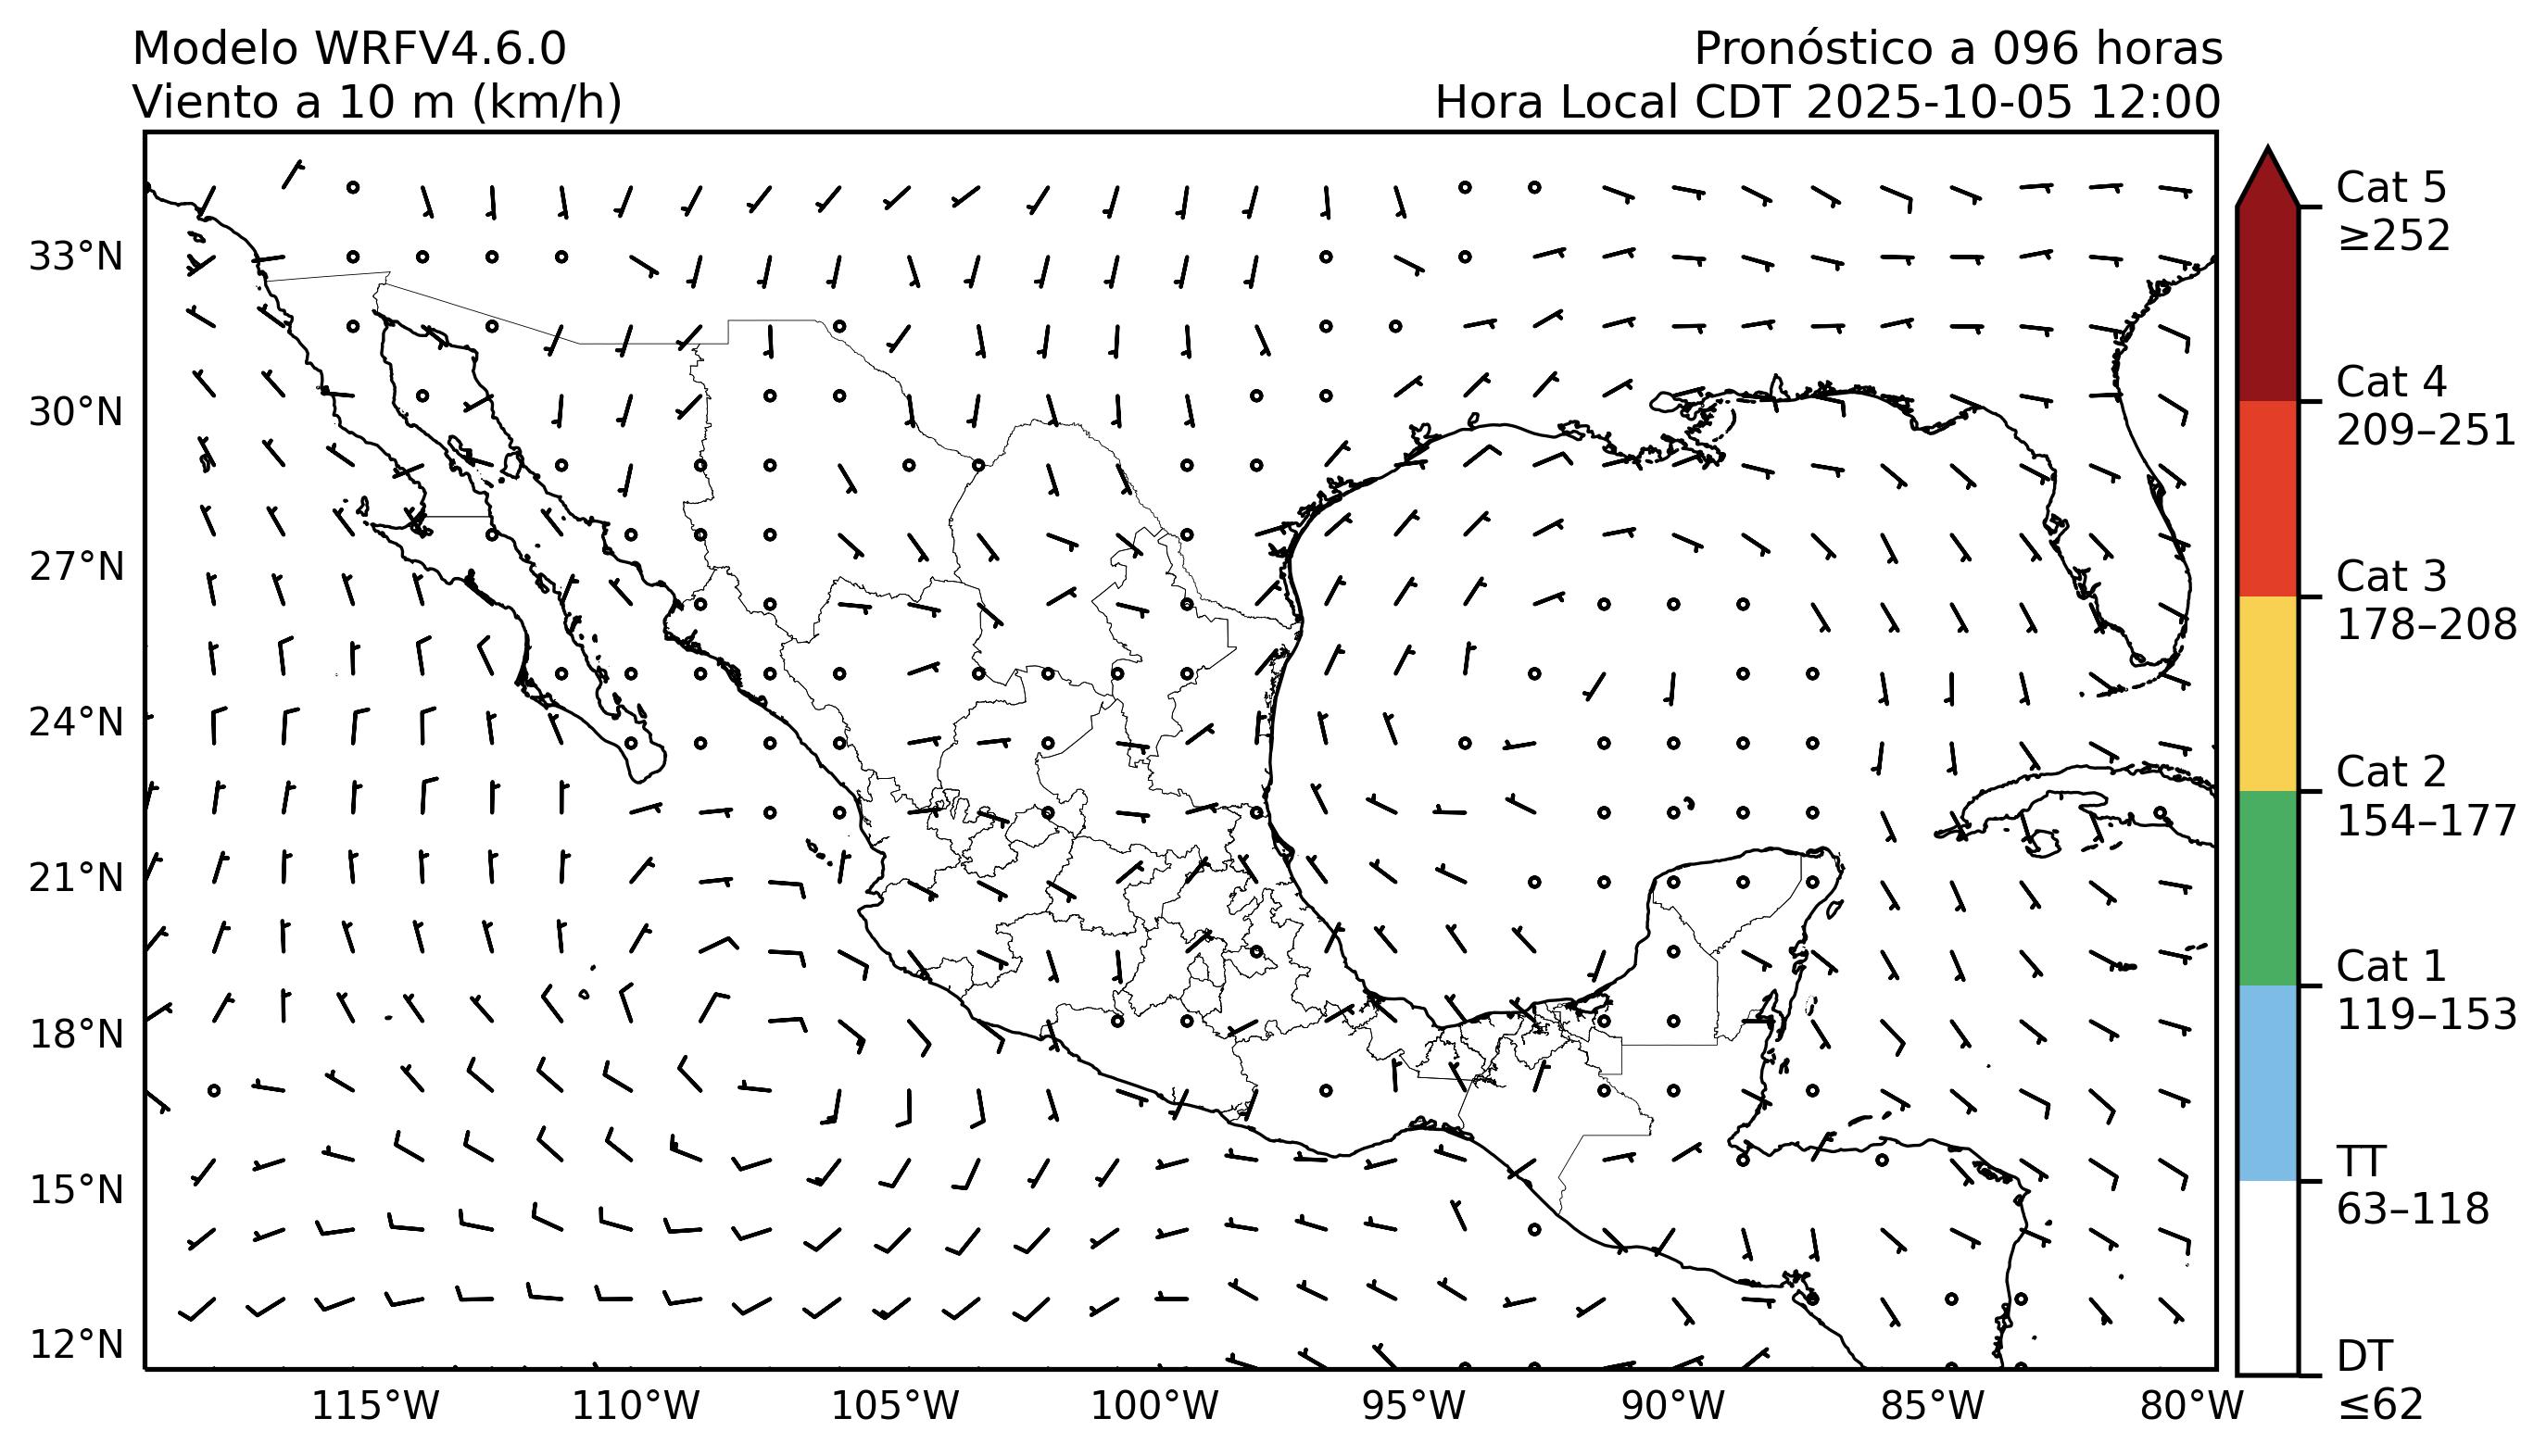 Modelo WRFV4.6.0
Viento a 10 m (km/h)
Pronóstico a 096 horas
Hora Local CDT 2025-10-05 12:00
33°N
30°N
27°N
24°N
21°N
18°N
15°N
12°N
115°W
110°W
105°W
100°W
95°W
90°W
85°W
80°W
Cat 5
≥252
Cat 4
209–251
Cat 3
178–208
Cat 2
154–177
Cat 1
119–153
TT
63–118
DT
≤62